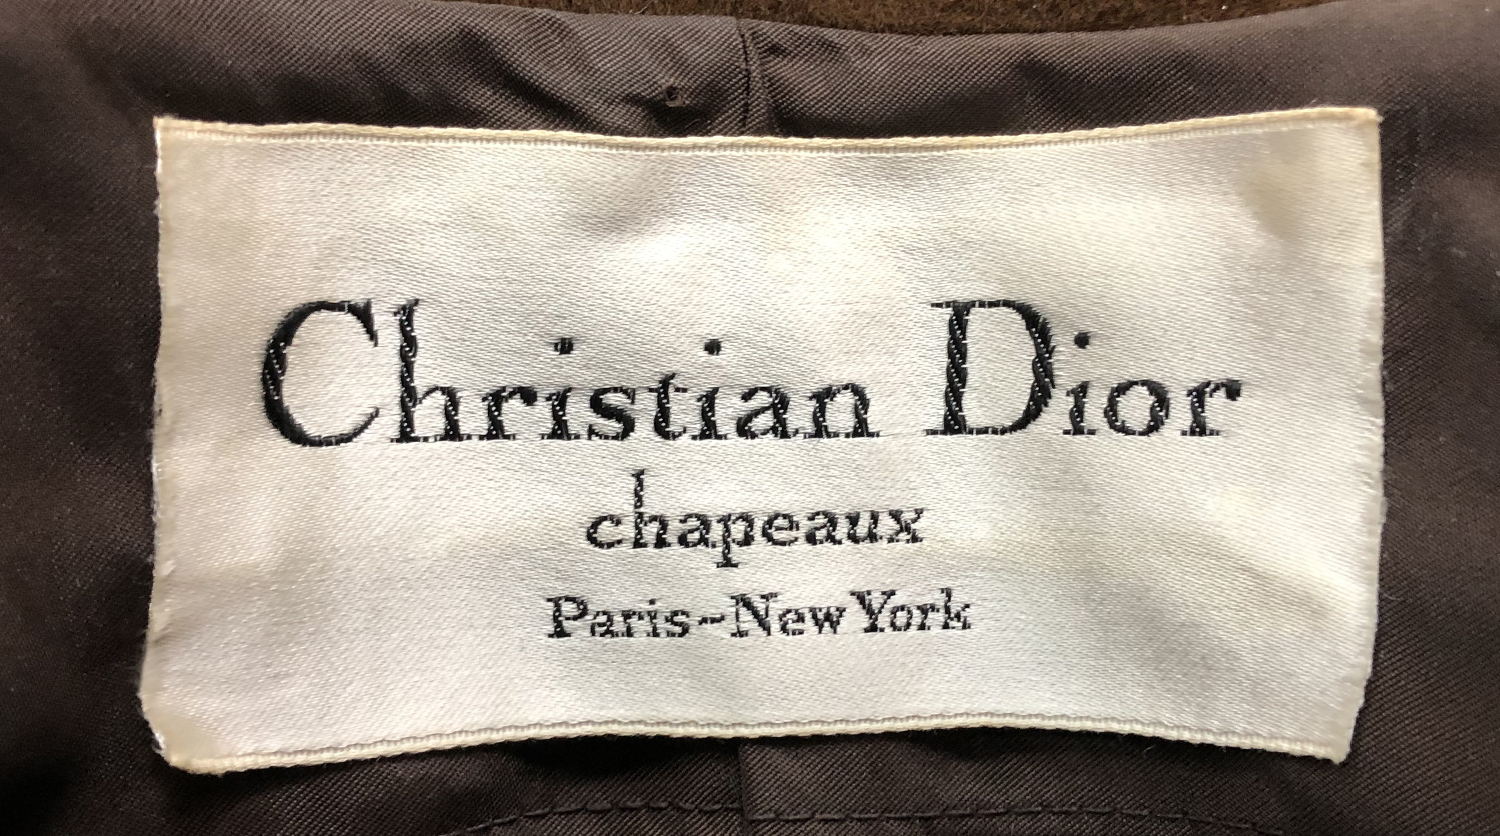 Christian Dior
chapeaux
Paris-New York